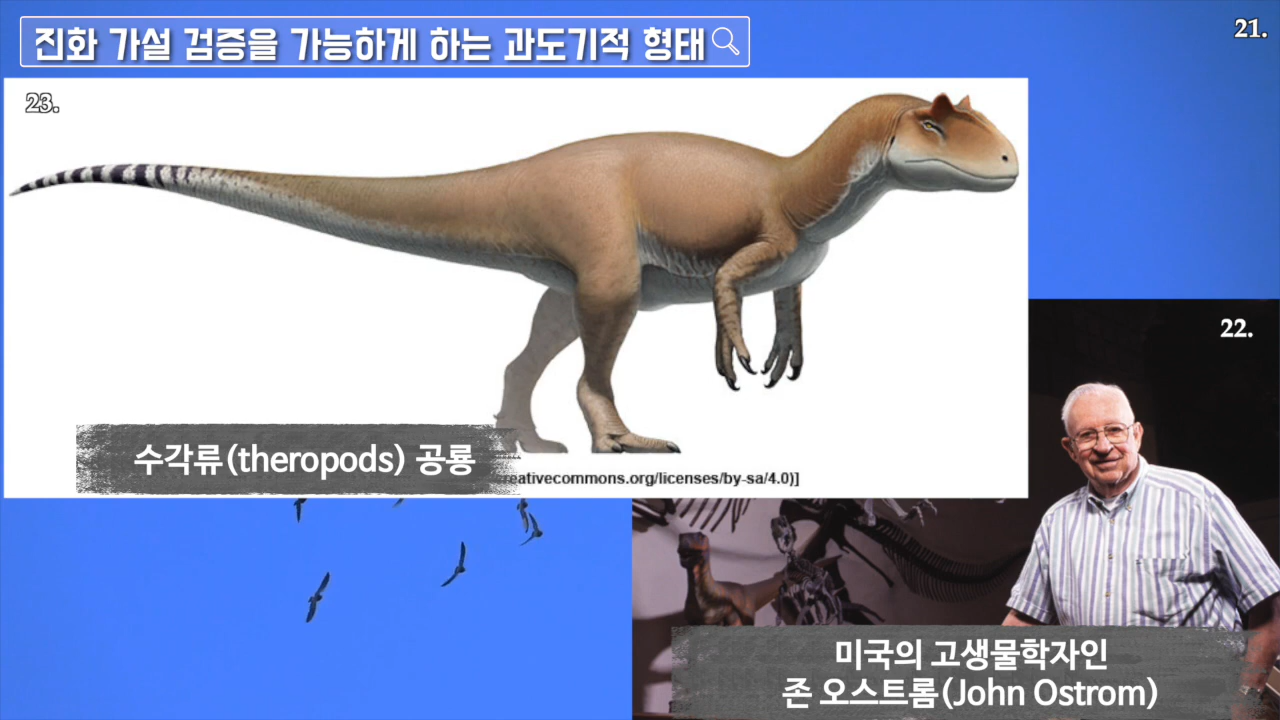 진화 가설 검증을 가능하게 하는 과도기적 형태
21.
23.
22.
수각류(theropods) 공룡
eativecommons.org/licenses/by-sa/4.0)]
미국의 고생물학자인
존 오스트롬(John Ostrom)